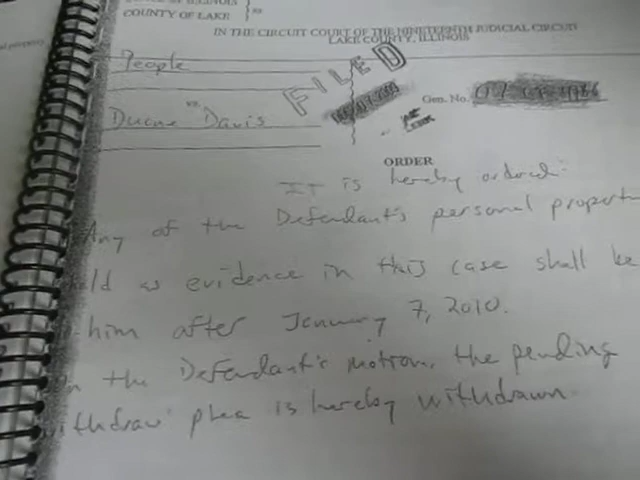 COUNTY OF LAKE
IN THE CIRCUIT COURT OF THE NINETEENTH JUDICIAL CIRCUIT
LAKE COUNTY, ILLINOIS
People
vs.
Duane Davis
FILED
Gen. No.
ORDER
It is hereby ordered:
Any of the Defendant's personal property
as evidence in this case shall be
him after January 7, 2010.
the Defendant's motion, the pending
withdraw plea is hereby withdrawn.